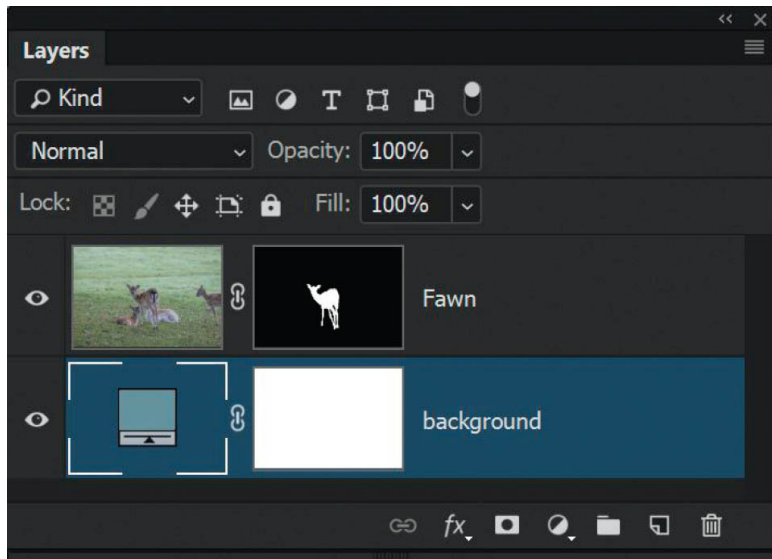 Layers
Kind
Normal Opacity: 100%
Lock: Fill: 100%
Fawn
background
fx